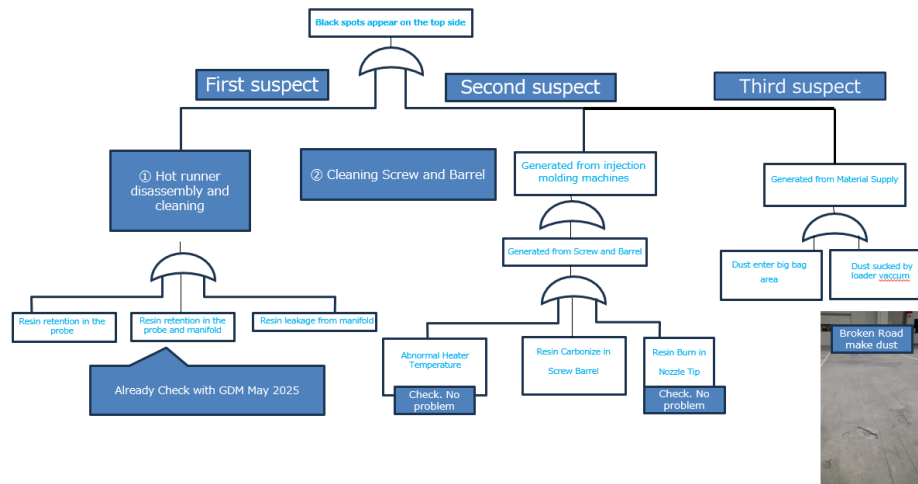 Black spots appear on the top side
First suspect
Second suspect
Third suspect
① Hot runner
disassembly and
cleaning
② Cleaning Screw and Barrel
Generated from injection
molding machines
Generated from Material Supply
Generated from Screw and Barrel
Dust enter big bag
area
Dust sucked by
loader vaccum
Resin retention in the
probe
Resin retention in the
probe and manifold
Resin leakage from manifold
Already Check with GDM May 2025
Abnormal Heater
Temperature
Check. No
problem
Resin Carbonize in
Screw Barrel
Resin Burn in
Nozzle Tip
Check. No
problem
Broken Road
make dust